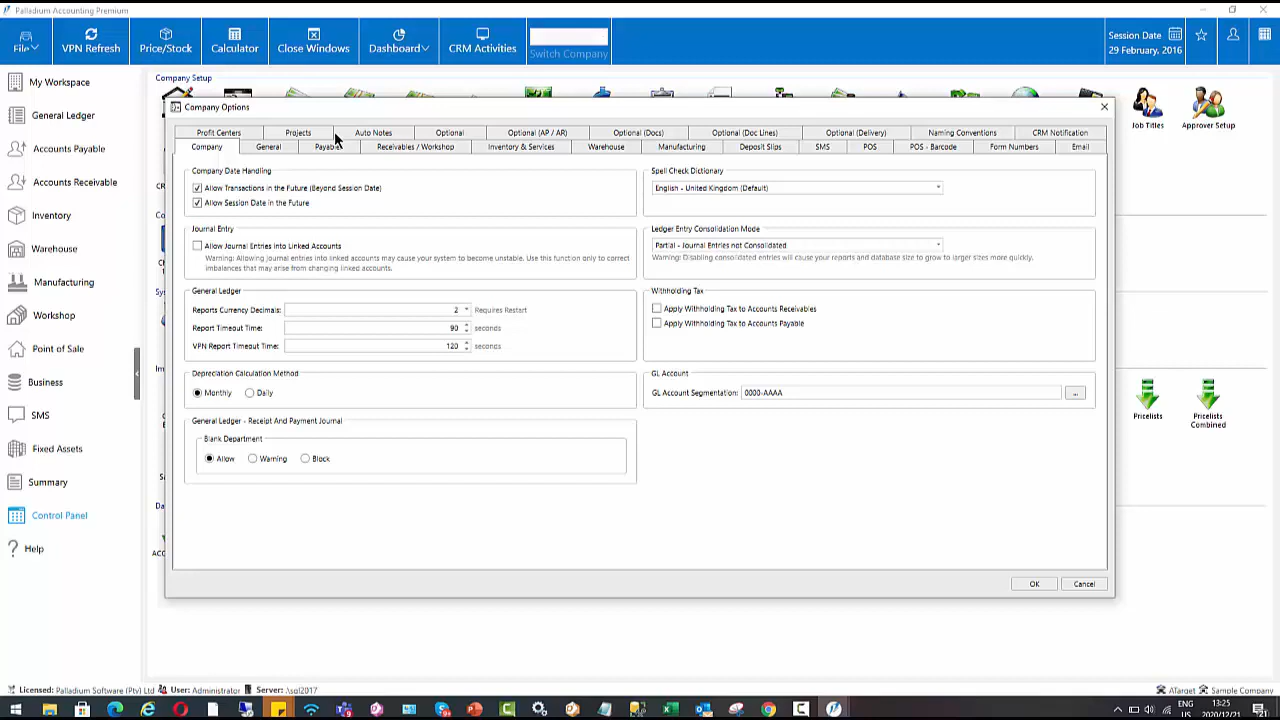 Palladium Accounting Premium
File
VPN Refresh
Price/Stock
Calculator
Close Windows
Dashboard
CRM Activities
Switch Company
Session Date
29 February, 2016
My Workspace
General Ledger
Accounts Payable
Accounts Receivable
Inventory
Warehouse
Manufacturing
Workshop
Point of Sale
Business
SMS
Fixed Assets
Summary
Control Panel
Help
Company Setup
Job Titles
Approver Setup
Pricelists
Pricelists Combined
Company Options
Profit Centers
Projects
Auto Notes
Optional
Optional (AP / AR)
Optional (Docs)
Optional (Doc Lines)
Optional (Delivery)
Naming Conventions
CRM Notification
Company
General
Receivables / Workshop
Inventory & Services
Warehouse
Manufacturing
Deposit Slips
SMS
POS
POS - Barcode
Form Numbers
Email
Company Date Handling
Allow Transactions in the Future (Beyond Session Date)
Allow Session Date in the Future
Spell Check Dictionary
English - United Kingdom (Default)
Journal Entry
Allow Journal Entries into Linked Accounts
Warning: Allowing journal entries into linked accounts may cause your system to become unstable. Use this function only to correct
imbalances that may arise from changing linked accounts.
Ledger Entry Consolidation Mode
Partial - Journal Entries not Consolidated
Warning: Disabling consolidated entries will cause your reports and database size to grow to larger sizes more quickly.
General Ledger
Reports Currency Decimals: 2 Requires Restart
Report Timeout Time: 90 seconds
VPN Report Timeout Time: 120 seconds
Withholding Tax
Apply Withholding Tax to Accounts Receivables
Apply Withholding Tax to Accounts Payable
Depreciation Calculation Method
Monthly Daily
GL Account
GL Account Segmentation: 0000-AAAA ...
General Ledger - Receipt And Payment Journal
Blank Department
Allow Warning Block
OK Cancel
Licensed: Palladium Software (Pty) Ltd User: Administrator Server: .\sql2017
ATarget Sample Company
ENG
US
13:25
2020/12/21